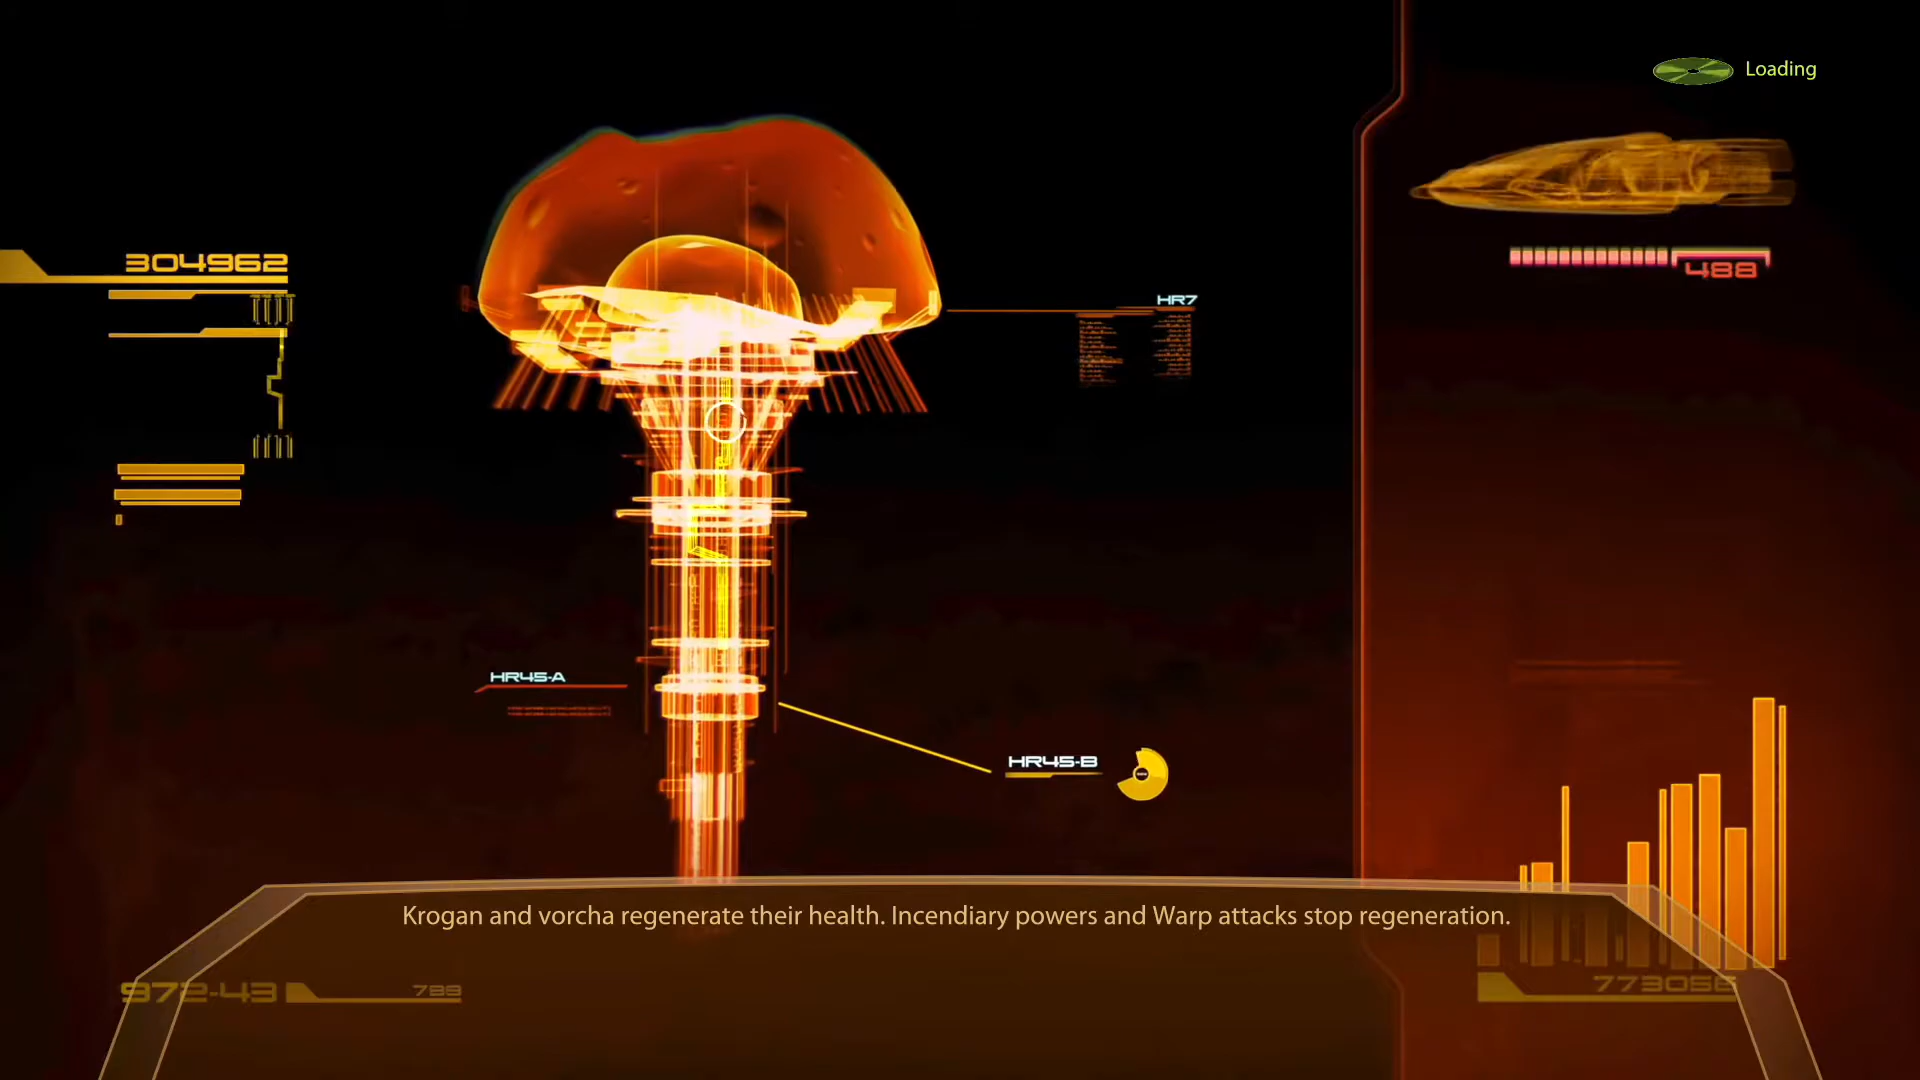 Loading
304962
488
HR7
HR45-A
HR45-B
Krogan and vorcha regenerate their health. Incendiary powers and Warp attacks stop regeneration.
972-43
789
773056